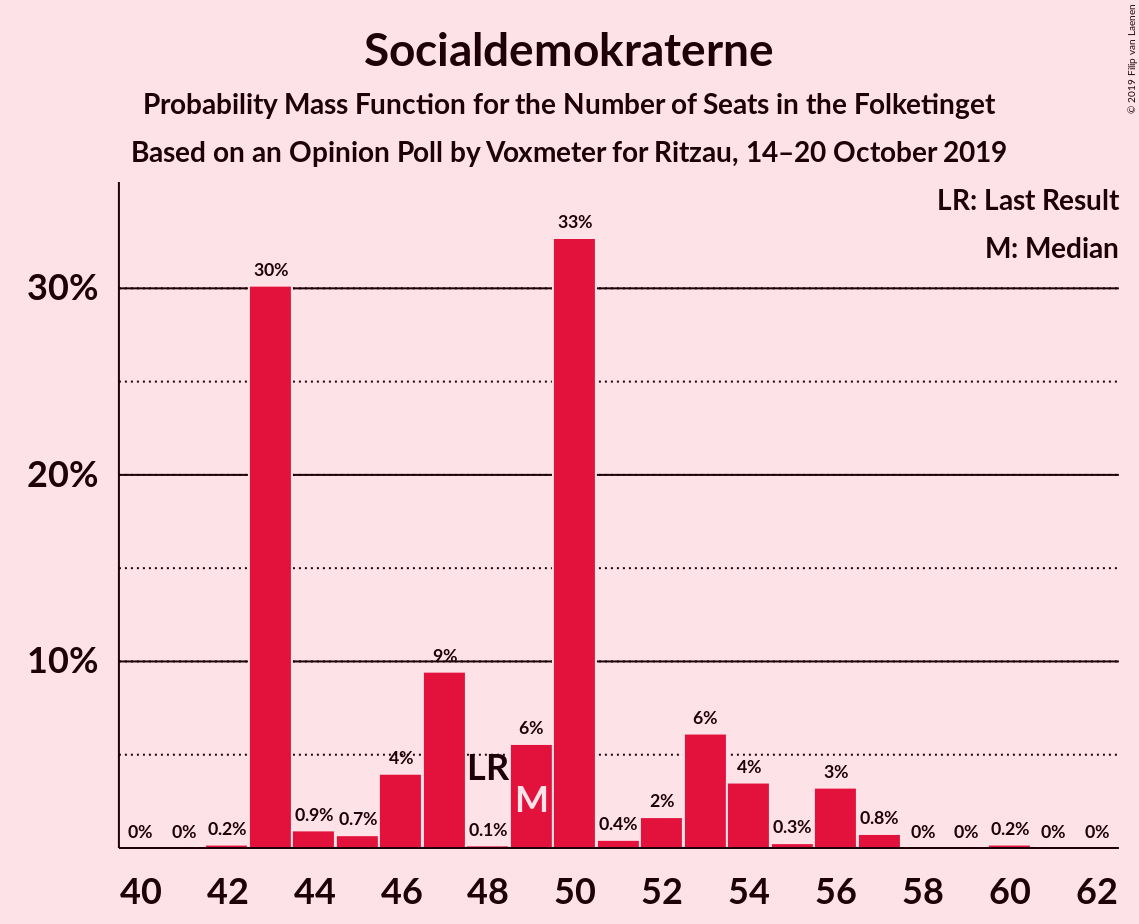 Socialdemokraterne
Probability Mass Function for the Number of Seats in the Folketinget
Based on an Opinion Poll by Voxmeter for Ritzau, 14–20 October 2019
© 2019 Filip van Laenen
LR: Last Result
M: Median
30%
20%
10%
0%
0%
0.2%
30%
0.9%
0.7%
4%
9%
0.1%
6%
33%
0.4%
2%
6%
4%
0.3%
3%
0.8%
0%
0%
0.2%
0%
0%
LR
M
40 42 44 46 48 50 52 54 56 58 60 62